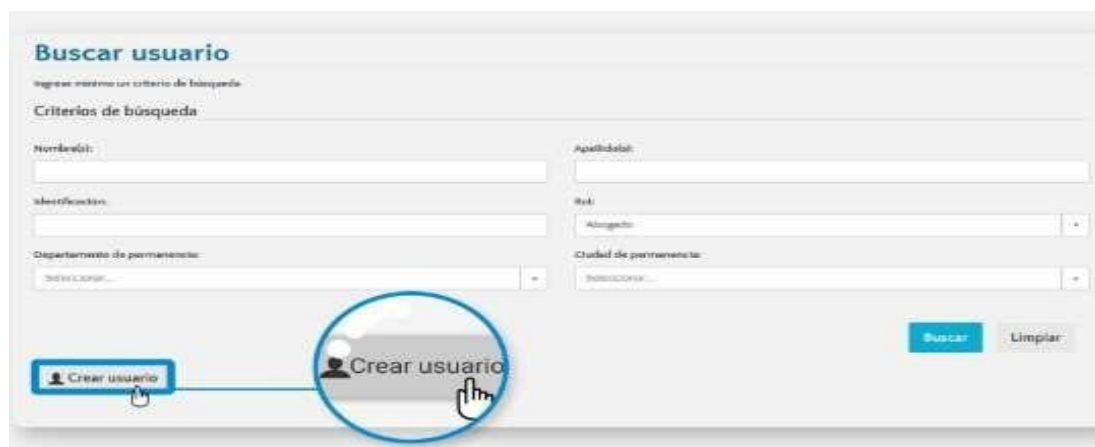 Buscar usuario
Ingrese mínimo un criterio de búsqueda
Criterios de búsqueda
Nombre(s):
Apellido(s):
Identificación:
Rol:
Abogado
Departamento de permanencia:
Ciudad de permanencia:
Seleccionar...
Seleccionar...
Buscar
Limpiar
Crear usuario
Crear usuario